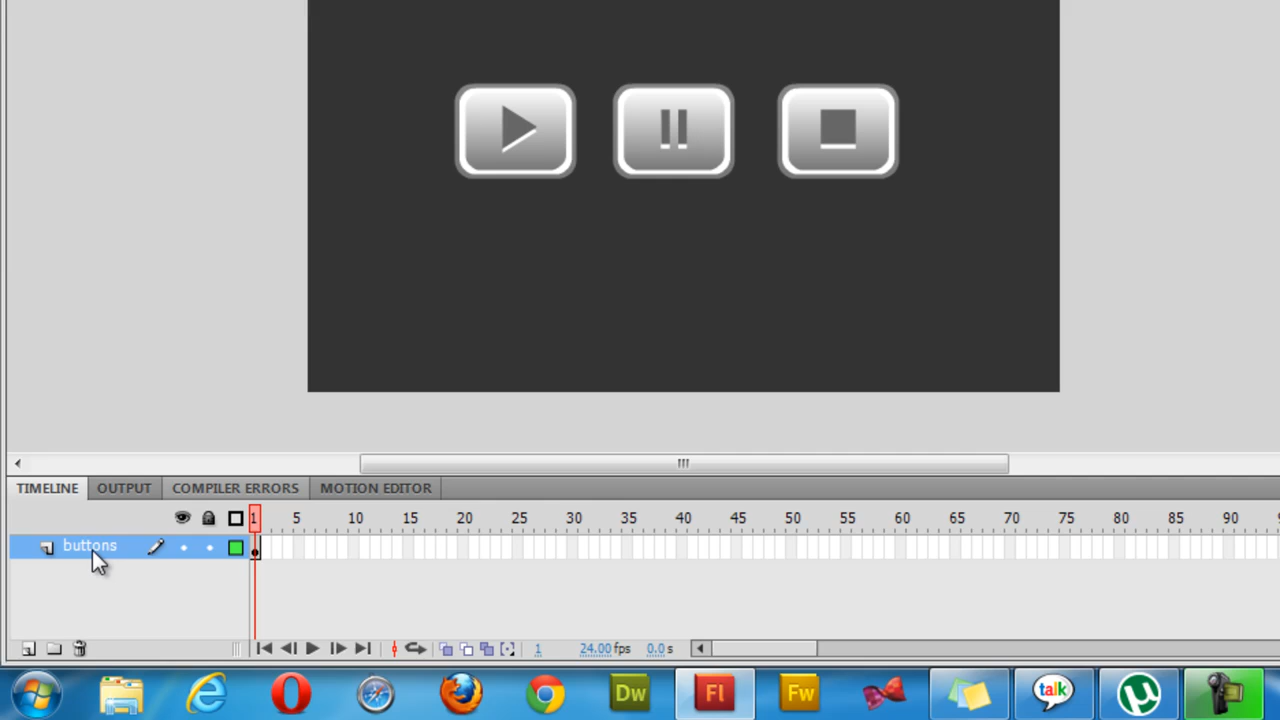 TIMELINE OUTPUT COMPILER ERRORS MOTION EDITOR
1 5 10 15 20 25 30 35 40 45 50 55 60 65 70 75 80 85 90
buttons
1 24.00 fps 0.0 s
Dw Fl Fw talk